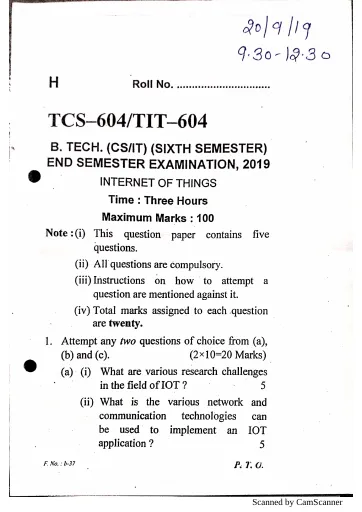 20/9/19
9.30-12.30
H Roll No. ...............................
TCS–604/TIT–604
B. TECH. (CS/IT) (SIXTH SEMESTER)
END SEMESTER EXAMINATION, 2019
INTERNET OF THINGS
Time : Three Hours
Maximum Marks : 100
Note : (i) This question paper contains five
questions.
(ii) All questions are compulsory.
(iii) Instructions on how to attempt a
question are mentioned against it.
(iv) Total marks assigned to each question
are twenty.
1. Attempt any two questions of choice from (a),
(b) and (c). (2×10=20 Marks)
(a) (i) What are various research challenges
in the field of IOT ? 5
(ii) What is the various network and
communication technologies can
be used to implement an IOT
application ? 5
F. No. : b-37 P. T. O.
Scanned by CamScanner